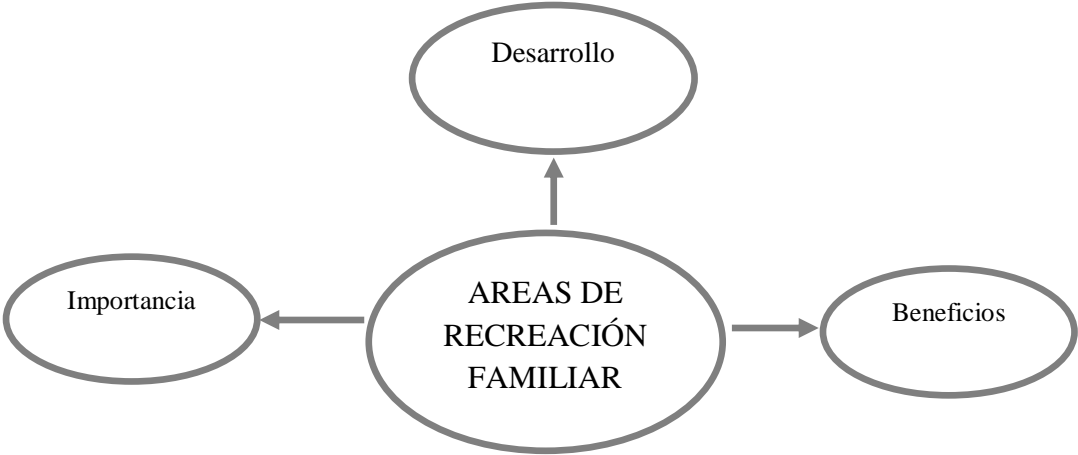 Desarrollo
Importancia
AREAS DE
RECREACIÓN
FAMILIAR
Beneficios